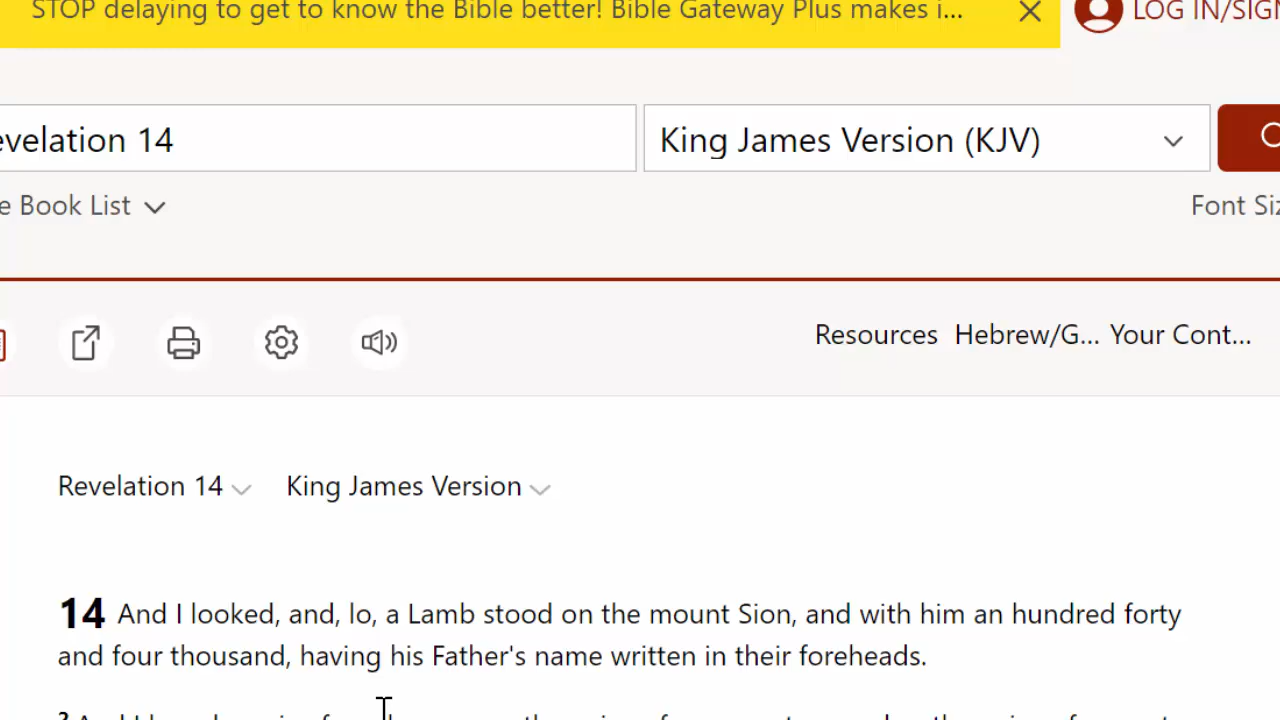 STOP delaying to get to know the Bible better! Bible Gateway Plus makes i...
LOG IN/SIGN
evelation 14
King James Version (KJV)
e Book List
Font Siz
Resources Hebrew/G... Your Cont...
Revelation 14 King James Version
14 And I looked, and, lo, a Lamb stood on the mount Sion, and with him an hundred forty
and four thousand, having his Father's name written in their foreheads.
2 And I